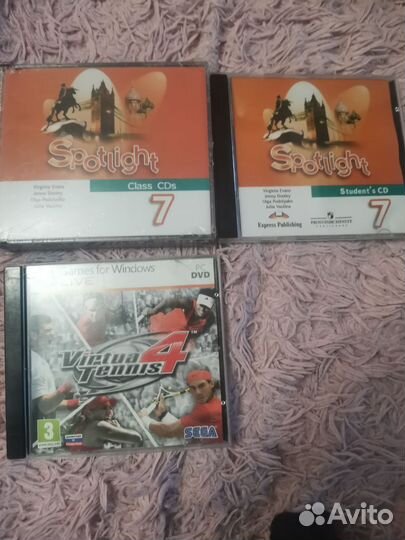 Spotlight
Class CDs
Virginia Evans
Jenny Dooley
Olga Podolyako
Julia Vaulina
7
Spotlight
Student's CD
Virginia Evans
Jenny Dooley
Olga Podolyako
Julia Vaulina
7
Express Publishing
Games for Windows
LIVE
PC
DVD
Virtua 4
Tennis
3
SEGA
Avito